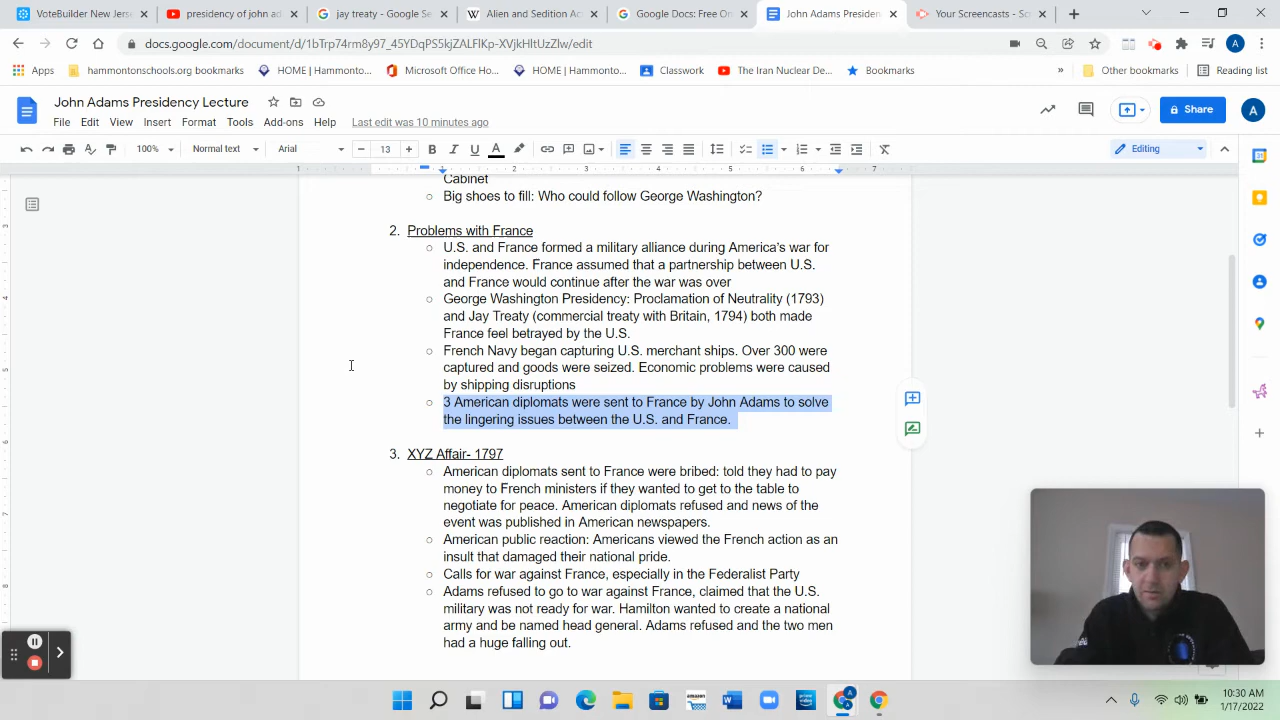 VoteBuilder New Jerse
presidency of john ad
jay treaty - Google Se
Alien and Sedition Act
Google Docs: Free On
John Adams Presiden
Your Screencasts - Sc
docs.google.com/document/d/1bTrp74rm8y97_45YDqPS5kjZALFIKp-XVkHlHJzZlw/edit
Apps
hammontonschools.org bookmarks
HOME | Hammonto...
Microsoft Office Ho...
HOME | Hammonto...
Classwork
The Iran Nuclear De...
Bookmarks
»
Other bookmarks
Reading list
John Adams Presidency Lecture
File Edit View Insert Format Tools Add-ons Help Last edit was 10 minutes ago
Share
A
100% Normal text Arial 13 B I U A
Editing
1 1 2 3 4 5 6 7
Cabinet
Big shoes to fill: Who could follow George Washington?
2. Problems with France
U.S. and France formed a military alliance during America's war for
independence. France assumed that a partnership between U.S.
and France would continue after the war was over
George Washington Presidency: Proclamation of Neutrality (1793)
and Jay Treaty (commercial treaty with Britain, 1794) both made
France feel betrayed by the U.S.
French Navy began capturing U.S. merchant ships. Over 300 were
captured and goods were seized. Economic problems were caused
by shipping disruptions
3 American diplomats were sent to France by John Adams to solve
the lingering issues between the U.S. and France.
3. XYZ Affair- 1797
American diplomats sent to France were bribed: told they had to pay
money to French ministers if they wanted to get to the table to
negotiate for peace. American diplomats refused and news of the
event was published in American newspapers.
American public reaction: Americans viewed the French action as an
insult that damaged their national pride.
Calls for war against France, especially in the Federalist Party
Adams refused to go to war against France, claimed that the U.S.
military was not ready for war. Hamilton wanted to create a national
army and be named head general. Adams refused and the two men
had a huge falling out.
10:30 AM
1/17/2022